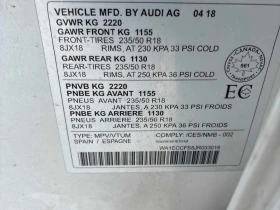 VEHICLE MFD. BY AUDI AG 04 18
GVWR KG 2220
GAWR FRONT KG 1155
FRONT-TIRES 235/50 R18
8JX18 RIMS, AT 230 KPA 33 PSI COLD
GAWR REAR KG 1130
REAR-TIRES 235/50 R18
8JX18 RIMS, AT 250 KPA 36 PSI COLD
PNVB KG 2220
PNBE KG AVANT 1155
PNEUS AVANT 235/50 R18
8JX18 JANTES, A 230 KPA 33 PSI FROIDS
PNBE KG ARRIERE 1130
PNEUS ARRIERE 235/50 R18
8JX18 JANTES, A 250 KPA 36 PSI FROIDS
TYPE: MPV/VTUM COMPLY: ICES/NMB - 002
SPAIN / ESPAGNE
CANADA
EC